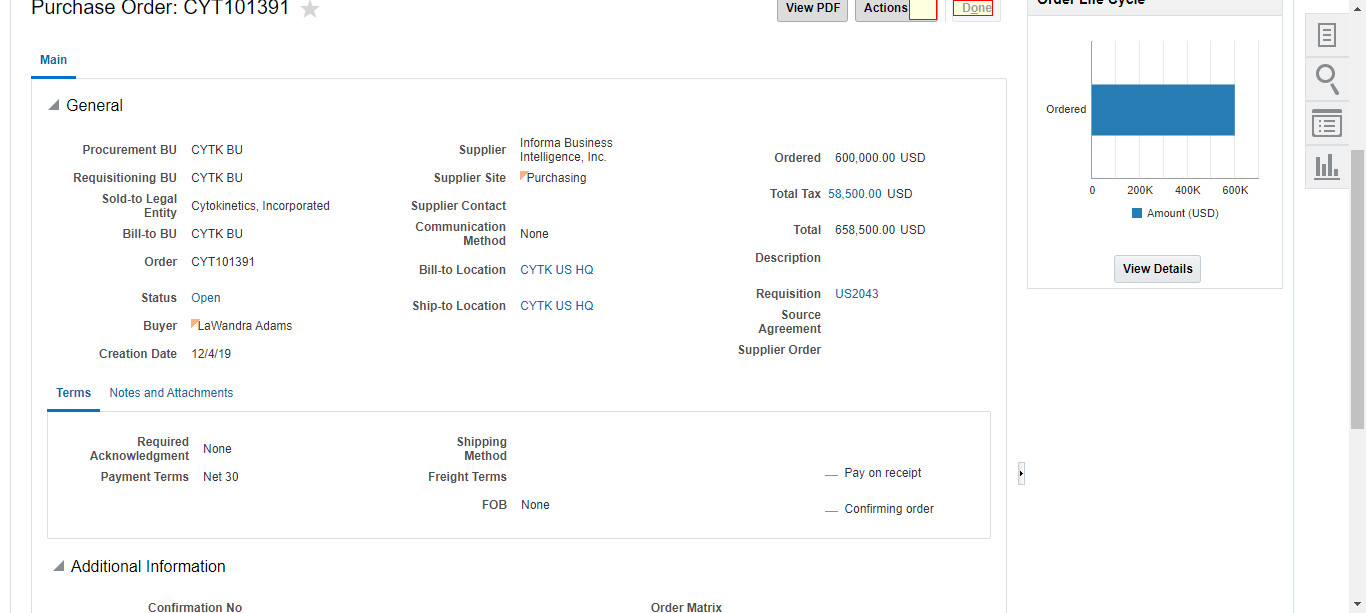 Purchase Order: CYT101391
View PDF
Actions
Done
Main
General
Procurement BU CYTK BU
Requisitioning BU CYTK BU
Sold-to Legal
Entity
Cytokinetics, Incorporated
Bill-to BU CYTK BU
Order CYT101391
Status Open
Buyer LaWandra Adams
Creation Date 12/4/19
Supplier
Informa Business
Intelligence, Inc.
Supplier Site Purchasing
Supplier Contact
Communication
Method
None
Bill-to Location CYTK US HQ
Ship-to Location CYTK US HQ
Ordered 600,000.00 USD
Total Tax 58,500.00 USD
Total 658,500.00 USD
Description
Requisition US2043
Source
Agreement
Supplier Order
Terms Notes and Attachments
Required
Acknowledgment
None
Payment Terms Net 30
Shipping
Method
Freight Terms
FOB None
Pay on receipt
Confirming order
Additional Information
Confirmation No
Order Matrix
Order Life Cycle
Ordered
0 200K 400K 600K
Amount (USD)
View Details